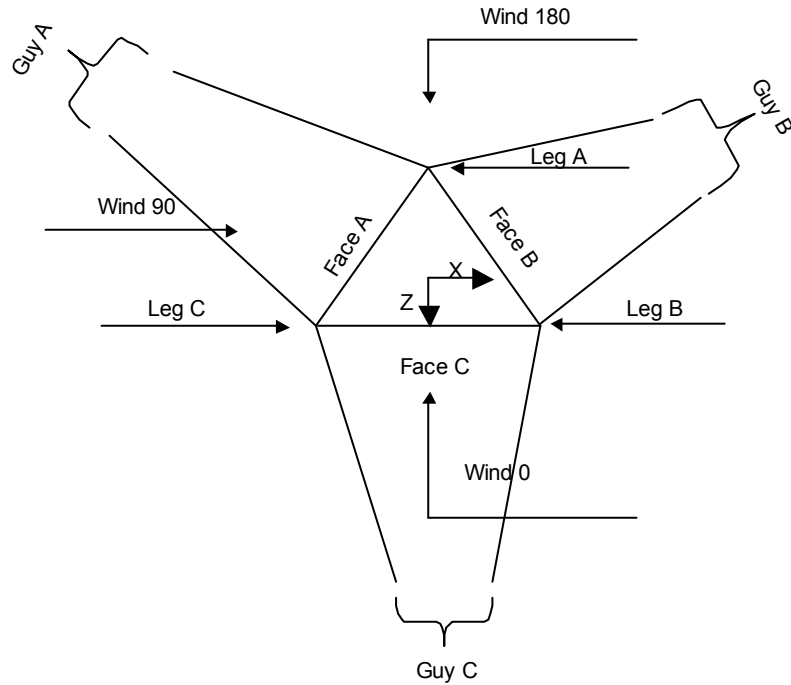 Wind 180
Guy A
Guy B
Leg A
Wind 90
Face A
Face B
X
Z
Leg C
Leg B
Face C
Wind 0
Guy C